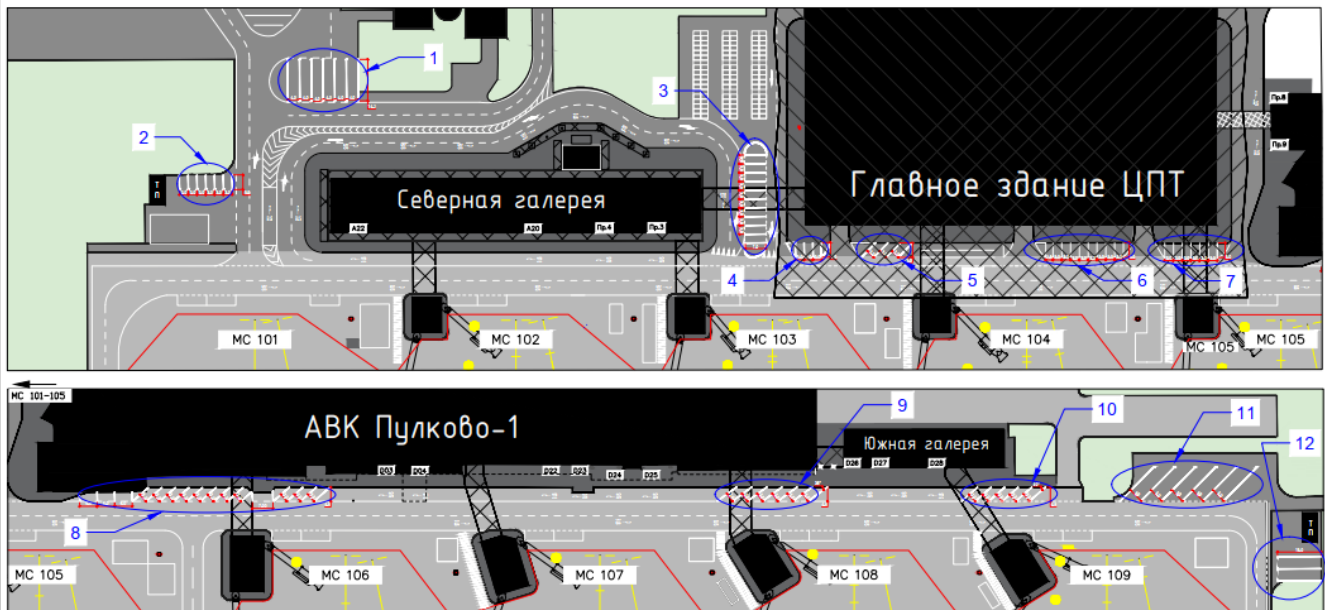 1
2
3
Пр.8
Пр.9
Т
П
Северная галерея
Главное здание ЦПТ
А22
А20
Пр.4
Пр.3
4
5
6
7
МС 101
МС 102
МС 103
МС 104
МС 105
МС 105
МС 101-105
АВК Пулково-1
9
10
11
12
Южная галерея
D03
D04
D22
D23
D24
D25
D26
D27
D28
8
Т
П
МС 105
МС 106
МС 107
МС 108
МС 109